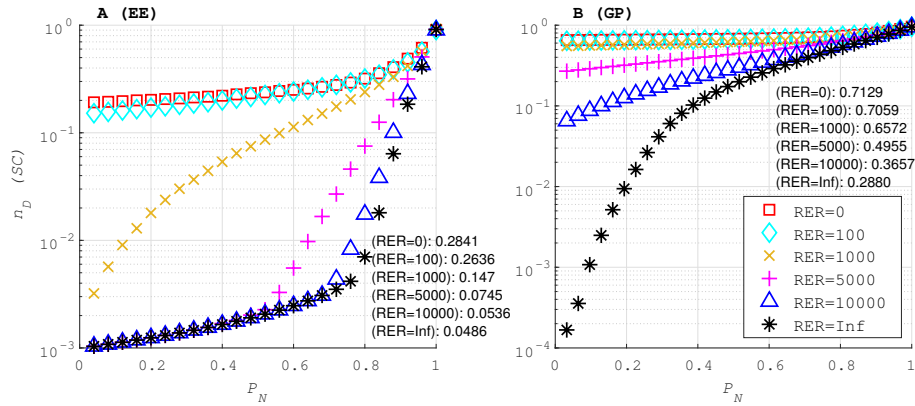 A (EE)
10^0
10^-1
10^-2
10^-3
n_D (SC)
0
0.2
0.4
0.6
0.8
1
P_N
(RER=0): 0.2841
(RER=100): 0.2636
(RER=1000): 0.147
(RER=5000): 0.0745
(RER=10000): 0.0536
(RER=Inf): 0.0486
B (GP)
10^0
10^-1
10^-2
10^-3
10^-4
0
0.2
0.4
0.6
0.8
1
P_N
(RER=0): 0.7129
(RER=100): 0.7059
(RER=1000): 0.6572
(RER=5000): 0.4955
(RER=10000): 0.3657
(RER=Inf): 0.2880
RER=0
RER=100
RER=1000
RER=5000
RER=10000
RER=Inf